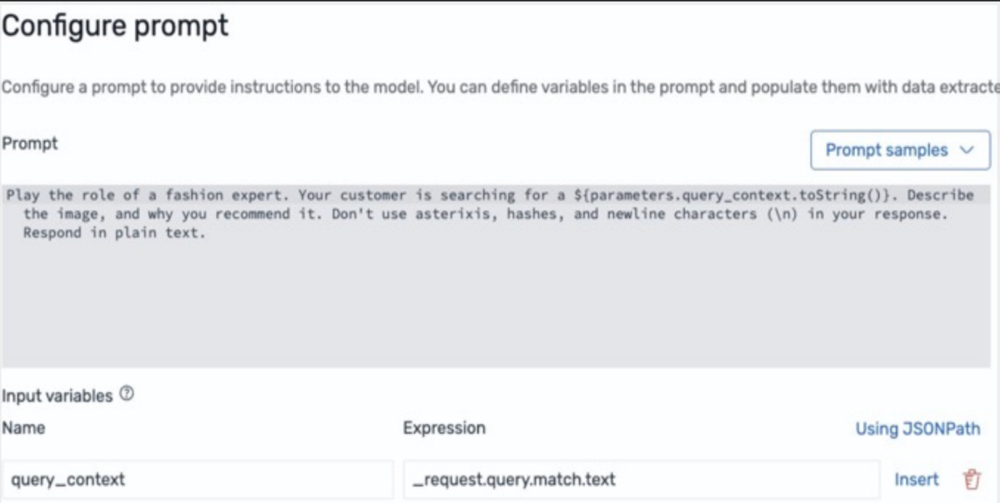 Configure prompt
Configure a prompt to provide instructions to the model. You can define variables in the prompt and populate them with data extracte
Prompt
Prompt samples
Play the role of a fashion expert. Your customer is searching for a ${parameters.query_context.toString()}. Describe
the image, and why you recommend it. Don't use asterixis, hashes, and newline characters (\n) in your response.
Respond in plain text.
Input variables ?
Name Expression Using JSONPath
query_context _request.query.match.text Insert